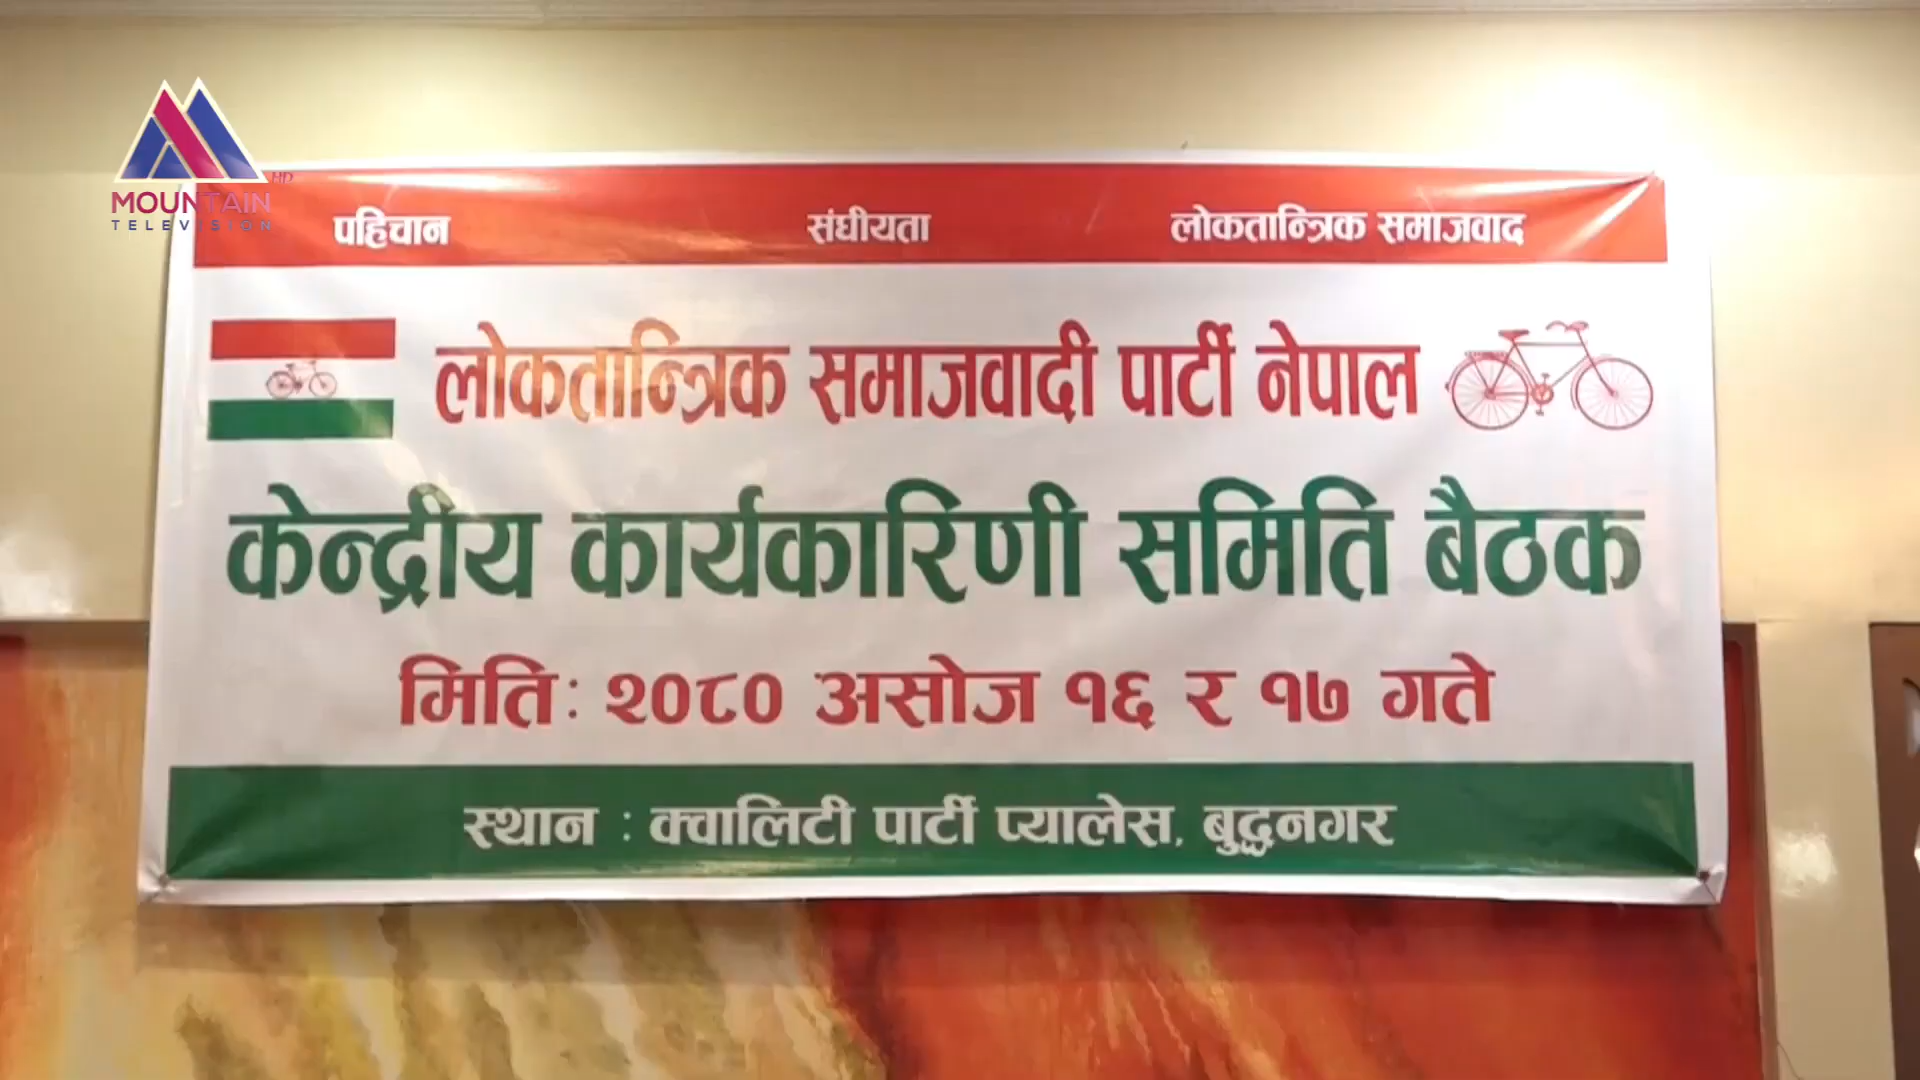 MOUNTAIN HD
TELEVISION
पहिचान संघीयता लोकतान्त्रिक समाजवाद
लोकतान्त्रिक समाजवादी पार्टी नेपाल
केन्द्रीय कार्यकारिणी समिति बैठक
मिति: २०८० असोज १६ र १७ गते
स्थान : क्वालिटी पार्टी प्यालेस, बुद्धनगर